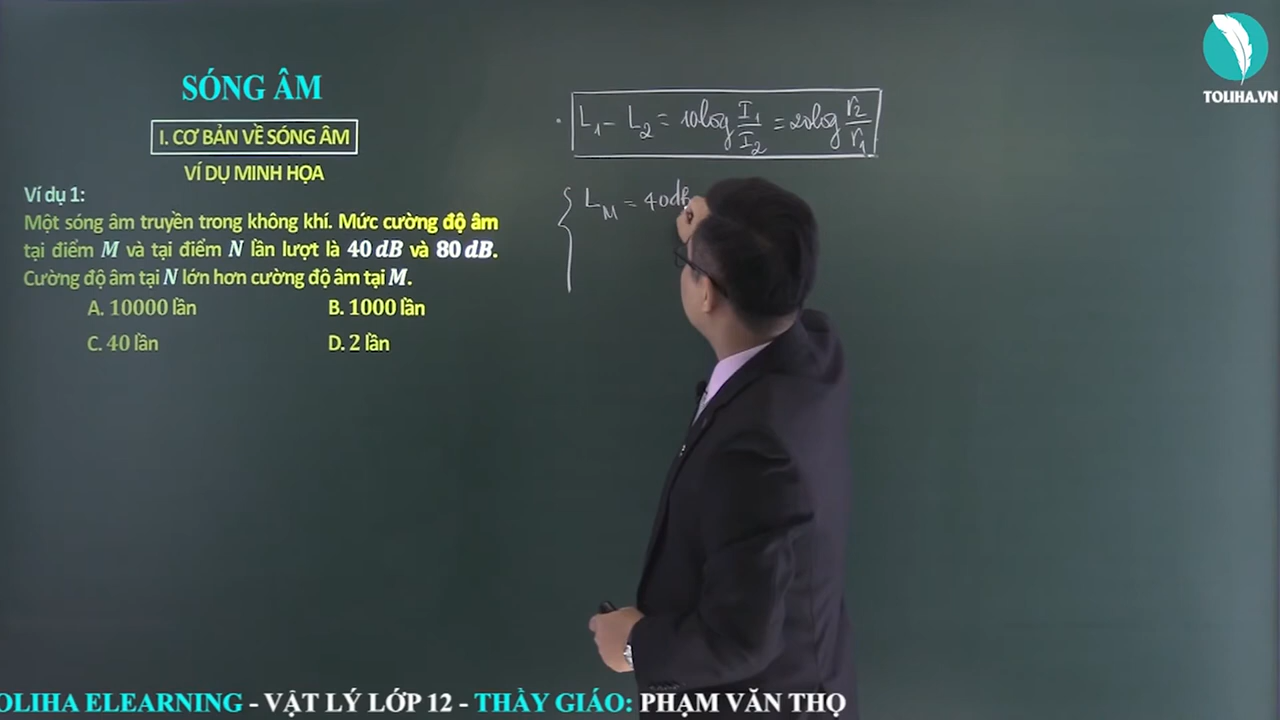 SÓNG ÂM
I. CƠ BẢN VỀ SÓNG ÂM
VÍ DỤ MINH HỌA
Ví dụ 1:
Một sóng âm truyền trong không khí. Mức cường độ âm
tại điểm M và tại điểm N lần lượt là 40 dB và 80 dB.
Cường độ âm tại N lớn hơn cường độ âm tại M.
A. 10000 lần B. 1000 lần
C. 40 lần D. 2 lần
L₁ - L₂ = 10log I₁/I₂ = 20log r₂/r₁
L_M = 40dB
TOLIHA.VN
OLIHA ELEARNING - VẬT LÝ LỚP 12 - THẦY GIÁO: PHẠM VĂN THỌ